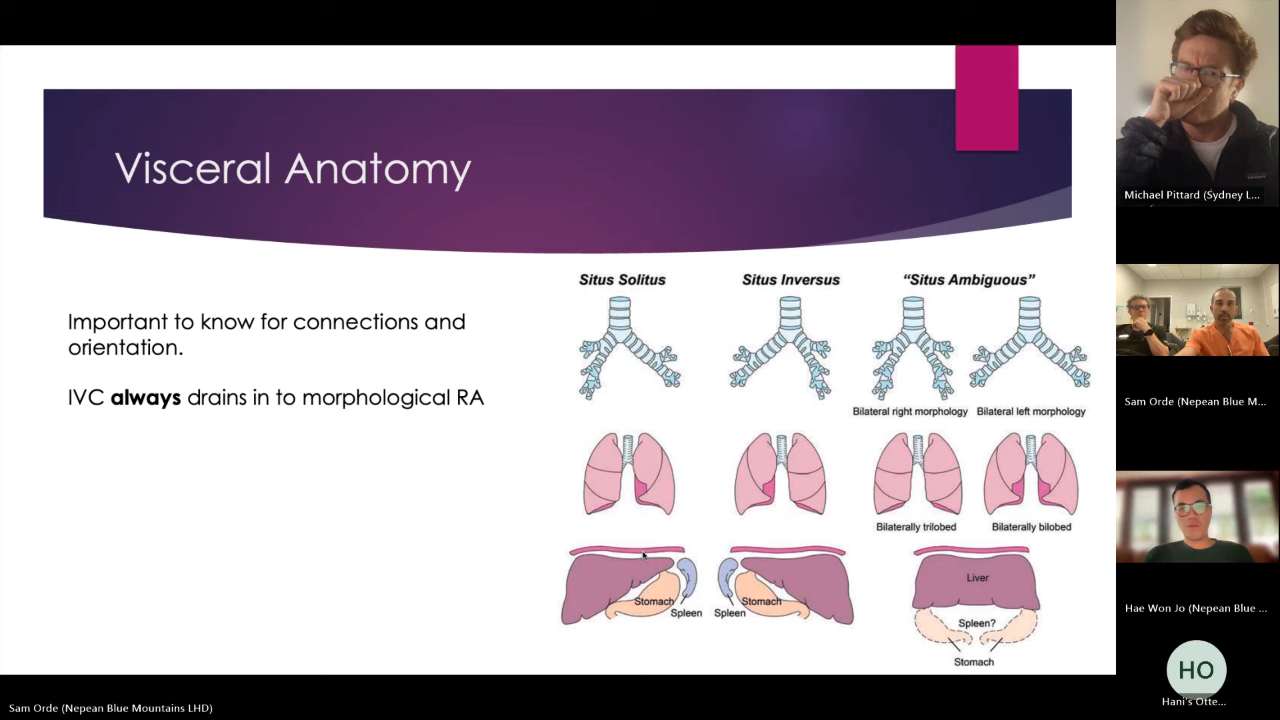 Visceral Anatomy
Important to know for connections and
orientation.
IVC always drains in to morphological RA
Situs Solitus
Situs Inversus
“Situs Ambiguous”
Bilateral right morphology
Bilateral left morphology
Bilaterally trilobed
Bilaterally bilobed
Stomach
Spleen
Spleen
Stomach
Liver
Spleen?
Stomach
Michael Pittard (Sydney L...
Sam Orde (Nepean Blue M...
Hae Won Jo (Nepean Blue ...
HO
Hani's Otte...
Sam Orde (Nepean Blue Mountains LHD)